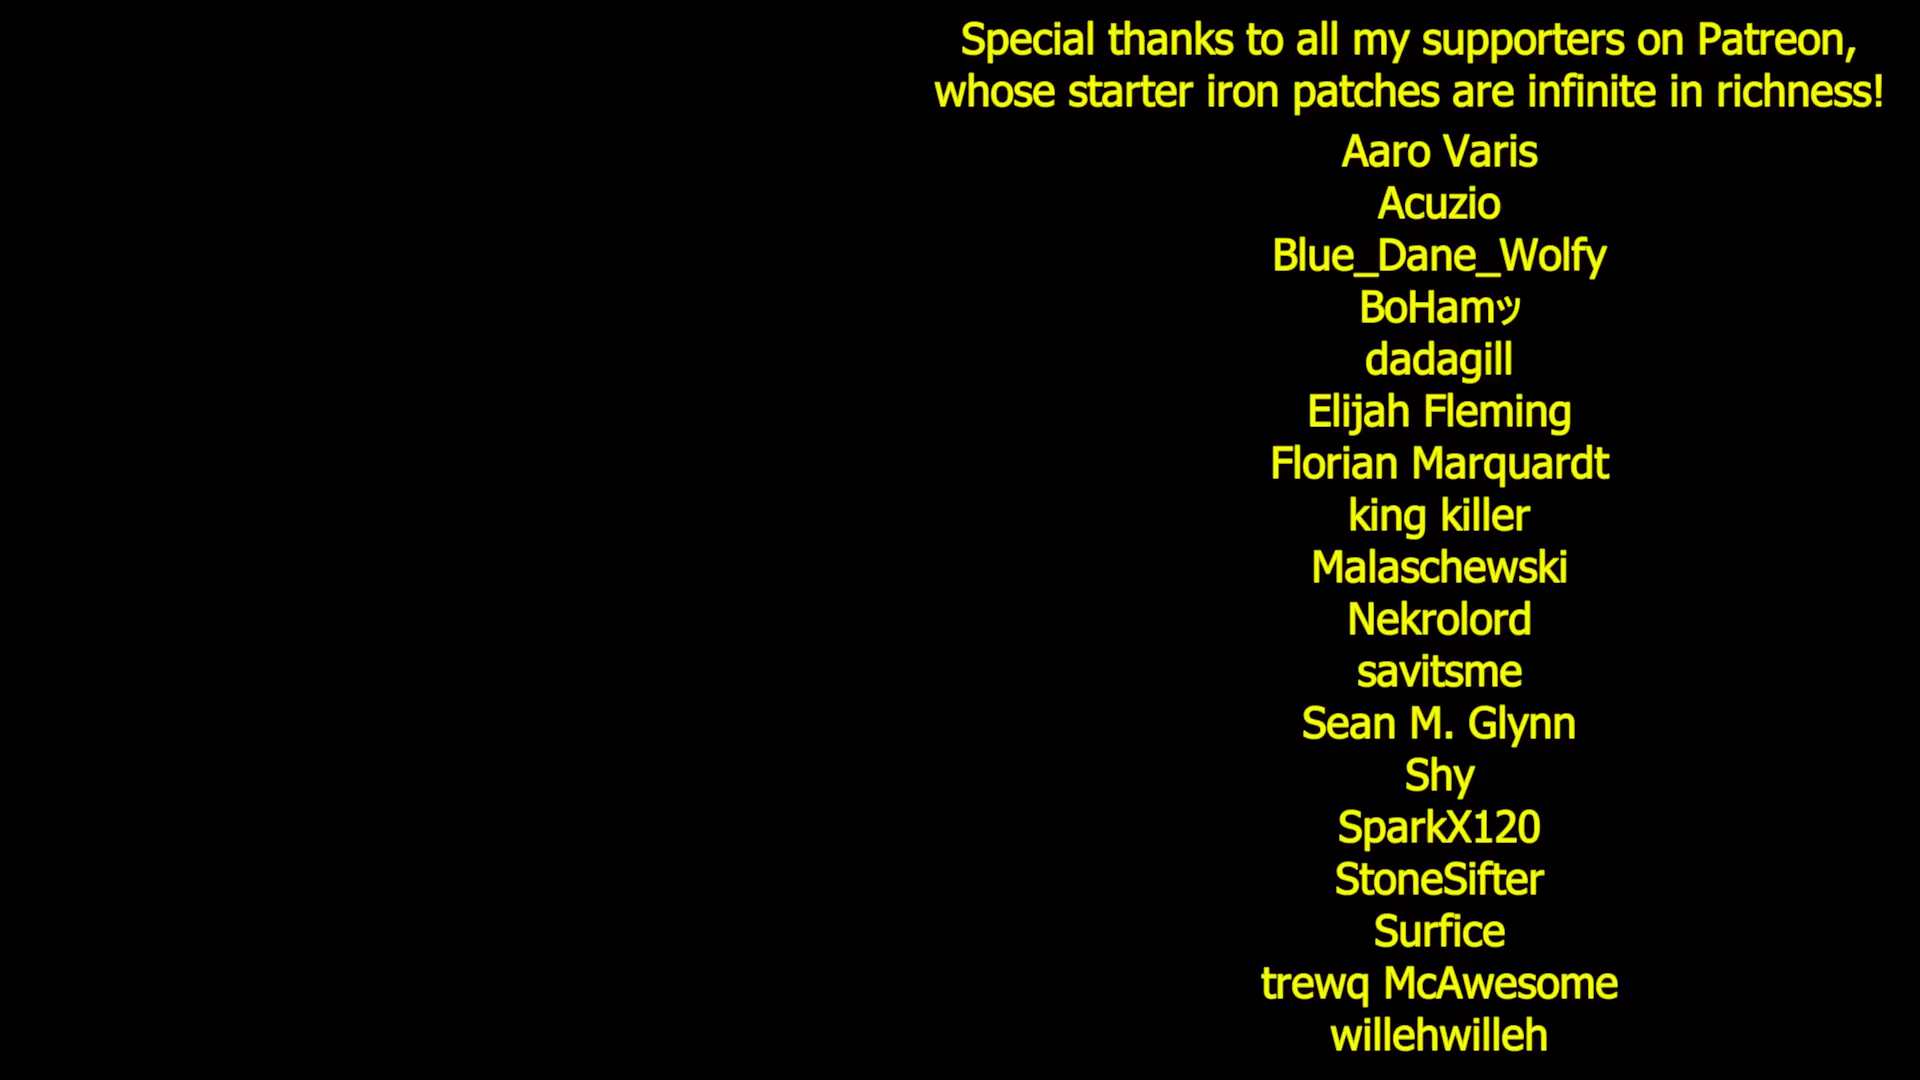 Special thanks to all my supporters on Patreon,
whose starter iron patches are infinite in richness!
Aaro Varis
Acuzio
Blue_Dane_Wolfy
BoHamッ
dadagill
Elijah Fleming
Florian Marquardt
king killer
Malaschewski
Nekrolord
savitsme
Sean M. Glynn
Shy
SparkX120
StoneSifter
Surfice
trewq McAwesome
willehwilleh